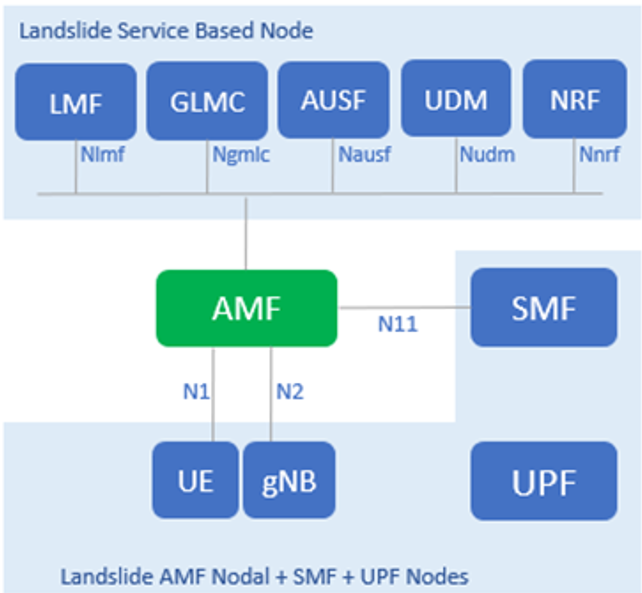 Landslide Service Based Node
LMF GLMC AUSF UDM NRF
Nlmf Ngmlc Nausf Nudm Nnrf
AMF SMF
N11
N1 N2
UE gNB UPF
Landslide AMF Nodal + SMF + UPF Nodes